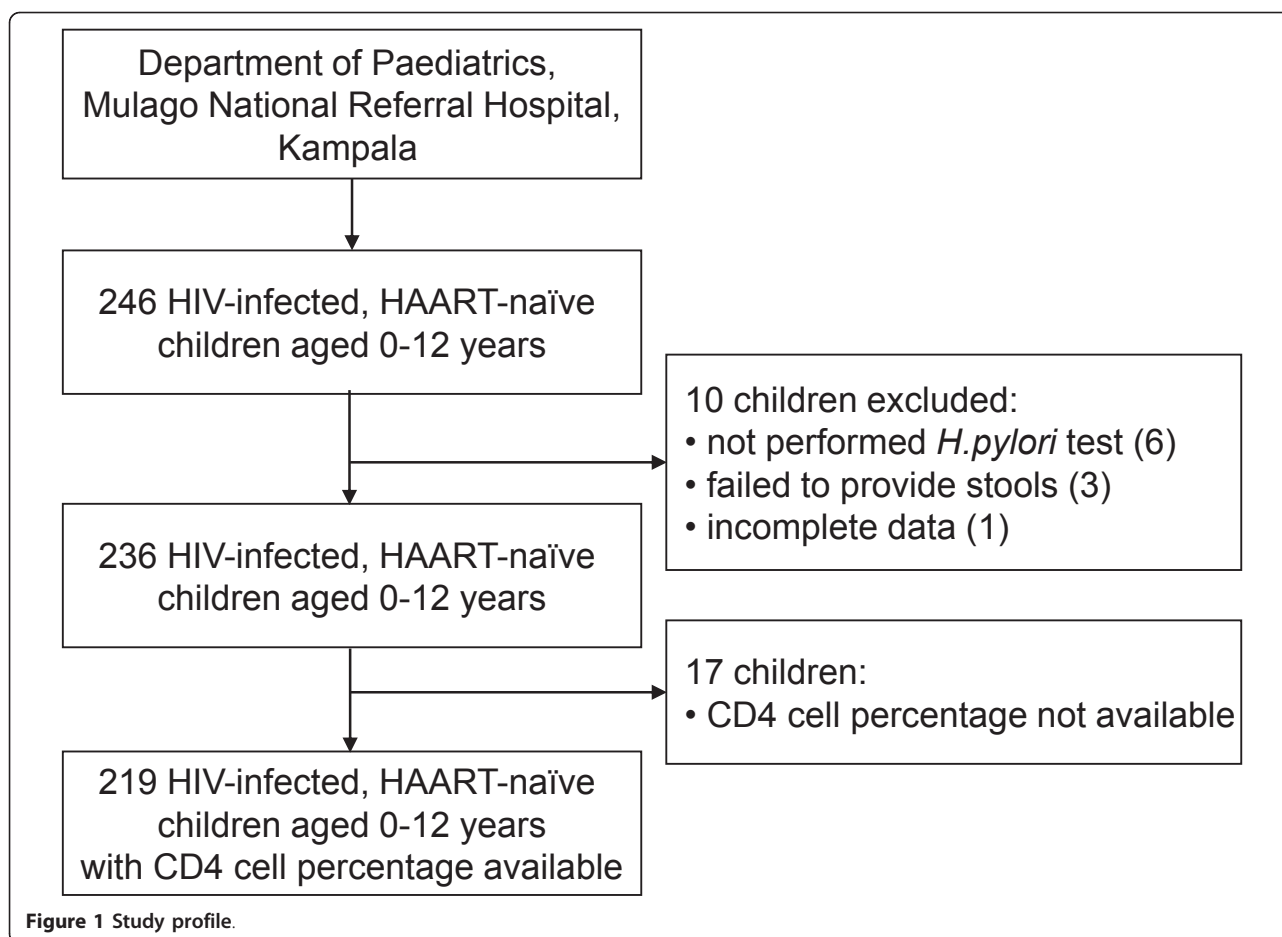 Department of Paediatrics,
Mulago National Referral Hospital,
Kampala
246 HIV-infected, HAART-naïve
children aged 0-12 years
10 children excluded:
• not performed H.pylori test (6)
• failed to provide stools (3)
• incomplete data (1)
236 HIV-infected, HAART-naïve
children aged 0-12 years
17 children:
• CD4 cell percentage not available
219 HIV-infected, HAART-naïve
children aged 0-12 years
with CD4 cell percentage available
Figure 1 Study profile.